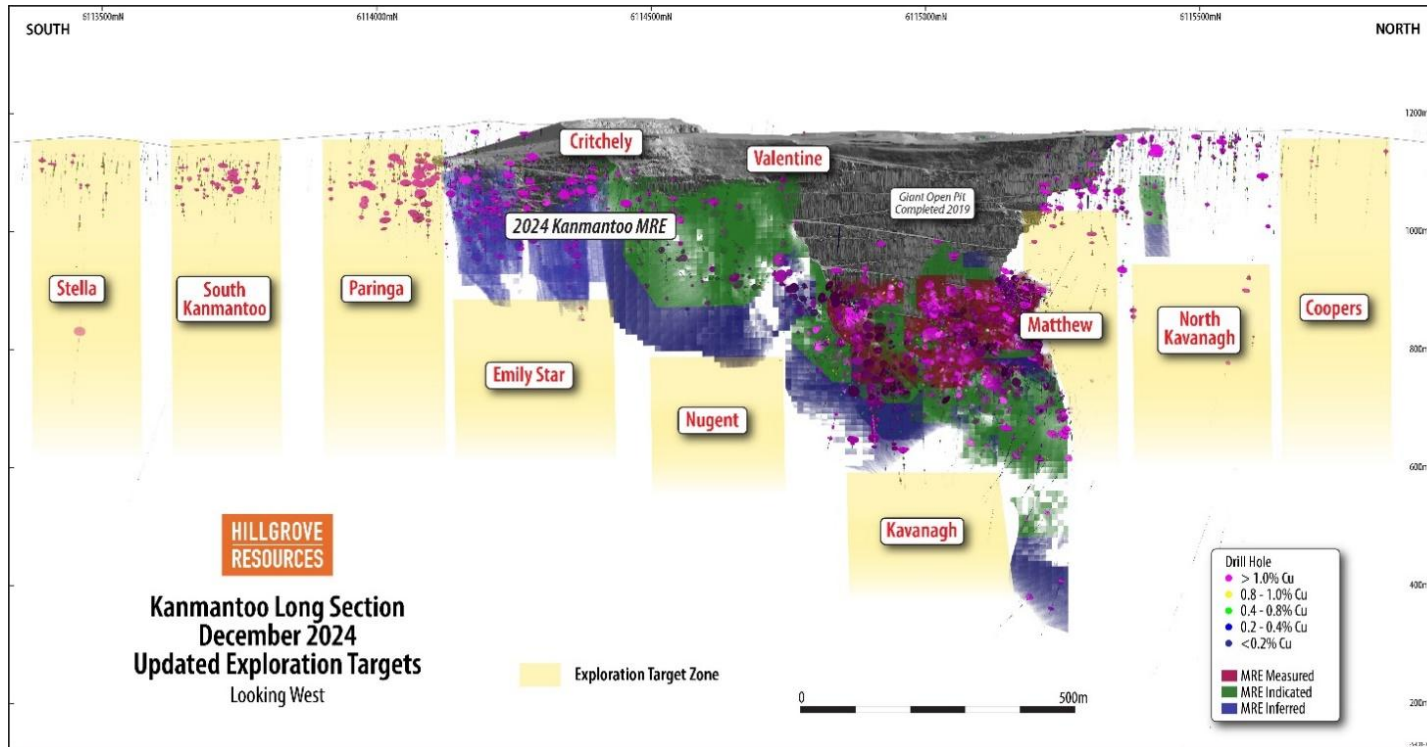 6113500mN
6114000mN
6114500mN
6115000mN
6115500mN
SOUTH
NORTH
1200m
Critchely
Valentine
Giant Open Pit
Completed 2019
2024 Kanmantoo MRE
1000m
Stella
South
Kanmantoo
Paringa
Matthew
North
Kavanagh
Coopers
800m
Emily Star
Nugent
600m
Kavanagh
HILLGROVE
RESOURCES
Kanmantoo Long Section
December 2024
Updated Exploration Targets
Looking West
Exploration Target Zone
0
500m
Drill Hole
> 1.0% Cu
0.8 - 1.0% Cu
0.4 - 0.8% Cu
0.2 - 0.4% Cu
<0.2% Cu
MRE Measured
MRE Indicated
MRE Inferred
400m
200m